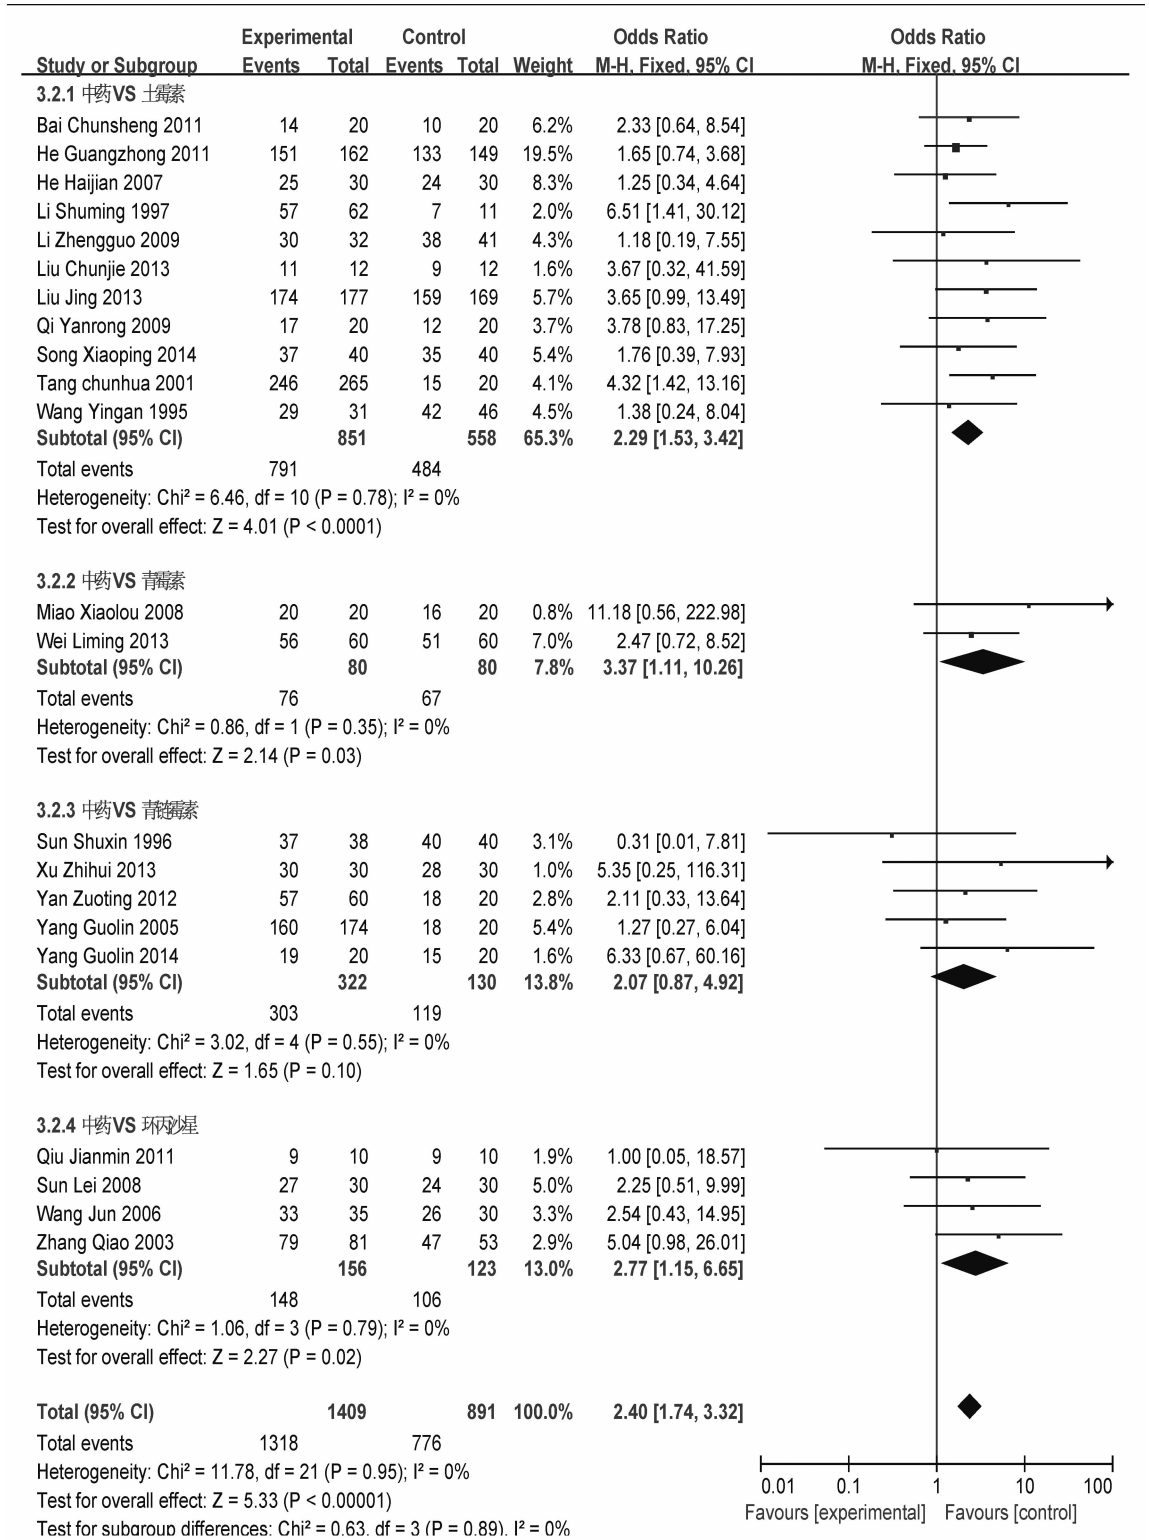 Experimental Control Odds Ratio Odds Ratio
Study or Subgroup Events Total Events Total Weight M-H, Fixed, 95% CI M-H, Fixed, 95% CI
3.2.1 中药VS 土霉素
Bai Chunsheng 2011 14 20 10 20 6.2% 2.33 [0.64, 8.54]
He Guangzhong 2011 151 162 133 149 19.5% 1.65 [0.74, 3.68]
He Haijian 2007 25 30 24 30 8.3% 1.25 [0.34, 4.64]
Li Shuming 1997 57 62 7 11 2.0% 6.51 [1.41, 30.12]
Li Zhengguo 2009 30 32 38 41 4.3% 1.18 [0.19, 7.55]
Liu Chunjie 2013 11 12 9 12 1.6% 3.67 [0.32, 41.59]
Liu Jing 2013 174 177 159 169 5.7% 3.65 [0.99, 13.49]
Qi Yanrong 2009 17 20 12 20 3.7% 3.78 [0.83, 17.25]
Song Xiaoping 2014 37 40 35 40 5.4% 1.76 [0.39, 7.93]
Tang chunhua 2001 246 265 15 20 4.1% 4.32 [1.42, 13.16]
Wang Yingan 1995 29 31 42 46 4.5% 1.38 [0.24, 8.04]
Subtotal (95% CI) 851 558 65.3% 2.29 [1.53, 3.42]
Total events 791 484
Heterogeneity: Chi² = 6.46, df = 10 (P = 0.78); I² = 0%
Test for overall effect: Z = 4.01 (P < 0.0001)
3.2.2 中药VS 青霉素
Miao Xiaolou 2008 20 20 16 20 0.8% 11.18 [0.56, 222.98]
Wei Liming 2013 56 60 51 60 7.0% 2.47 [0.72, 8.52]
Subtotal (95% CI) 80 80 7.8% 3.37 [1.11, 10.26]
Total events 76 67
Heterogeneity: Chi² = 0.86, df = 1 (P = 0.35); I² = 0%
Test for overall effect: Z = 2.14 (P = 0.03)
3.2.3 中药VS 青链霉素
Sun Shuxin 1996 37 38 40 40 3.1% 0.31 [0.01, 7.81]
Xu Zhihui 2013 30 30 28 30 1.0% 5.35 [0.25, 116.31]
Yan Zuoting 2012 57 60 18 20 2.8% 2.11 [0.33, 13.64]
Yang Guolin 2005 160 174 18 20 5.4% 1.27 [0.27, 6.04]
Yang Guolin 2014 19 20 15 20 1.6% 6.33 [0.67, 60.16]
Subtotal (95% CI) 322 130 13.8% 2.07 [0.87, 4.92]
Total events 303 119
Heterogeneity: Chi² = 3.02, df = 4 (P = 0.55); I² = 0%
Test for overall effect: Z = 1.65 (P = 0.10)
3.2.4 中药VS 环丙沙星
Qiu Jianmin 2011 9 10 9 10 1.9% 1.00 [0.05, 18.57]
Sun Lei 2008 27 30 24 30 5.0% 2.25 [0.51, 9.99]
Wang Jun 2006 33 35 26 30 3.3% 2.54 [0.43, 14.95]
Zhang Qiao 2003 79 81 47 53 2.9% 5.04 [0.98, 26.01]
Subtotal (95% CI) 156 123 13.0% 2.77 [1.15, 6.65]
Total events 148 106
Heterogeneity: Chi² = 1.06, df = 3 (P = 0.79); I² = 0%
Test for overall effect: Z = 2.27 (P = 0.02)
Total (95% CI) 1409 891 100.0% 2.40 [1.74, 3.32]
Total events 1318 776
Heterogeneity: Chi² = 11.78, df = 21 (P = 0.95); I² = 0%
Test for overall effect: Z = 5.33 (P < 0.00001)
Test for subgroup differences: Chi² = 0.63, df = 3 (P = 0.89), I² = 0%
0.01 0.1 1 10 100
Favours [experimental] Favours [control]